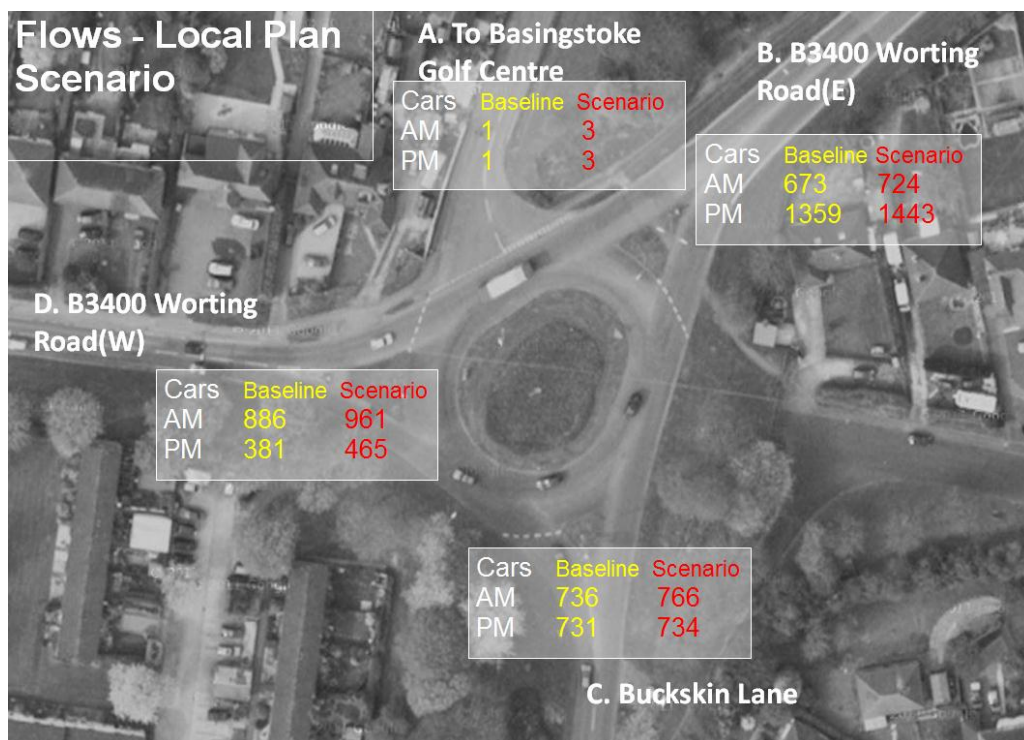 Flows - Local Plan
Scenario
A. To Basingstoke
Golf Centre
Cars Baseline Scenario
AM 1 3
PM 1 3
B. B3400 Worting
Road(E)
Cars Baseline Scenario
AM 673 724
PM 1359 1443
D. B3400 Worting
Road(W)
Cars Baseline Scenario
AM 886 961
PM 381 465
Cars Baseline Scenario
AM 736 766
PM 731 734
C. Buckskin Lane